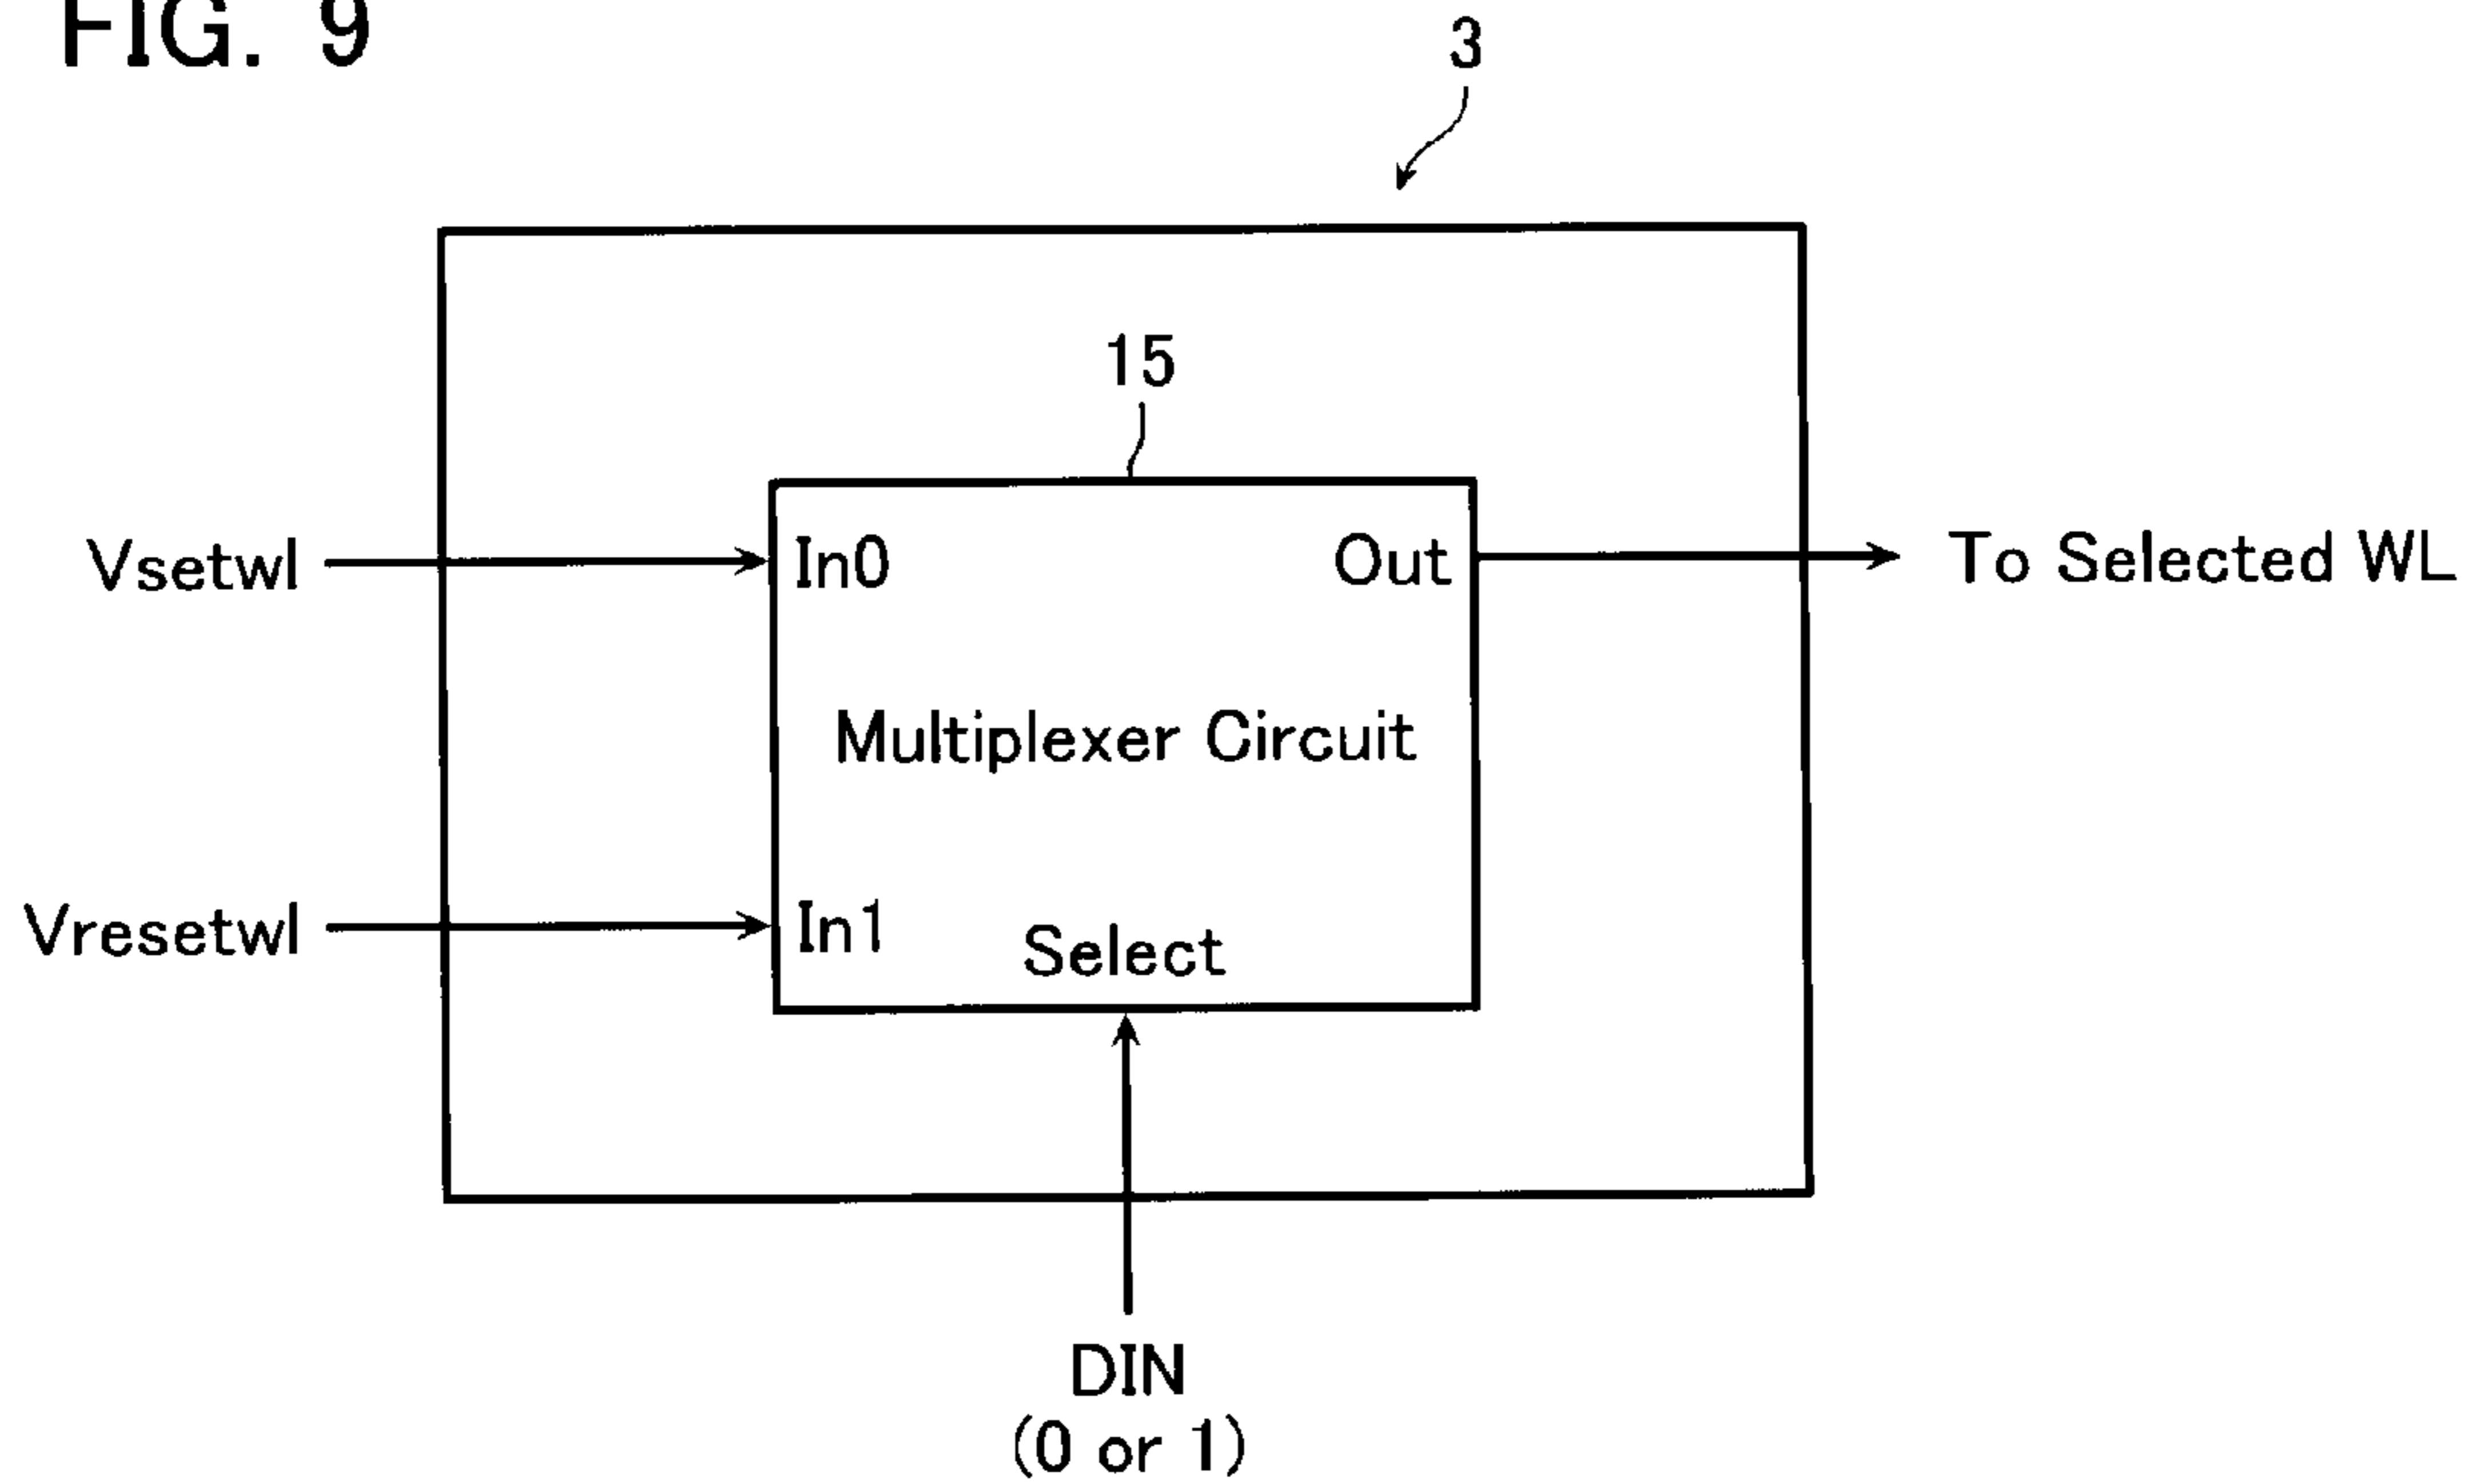 FIG. 9
3
15
Vsetwl
In0
Out
To Selected WL
Multiplexer Circuit
Vresetwl
In1
Select
DIN
(0 or 1)